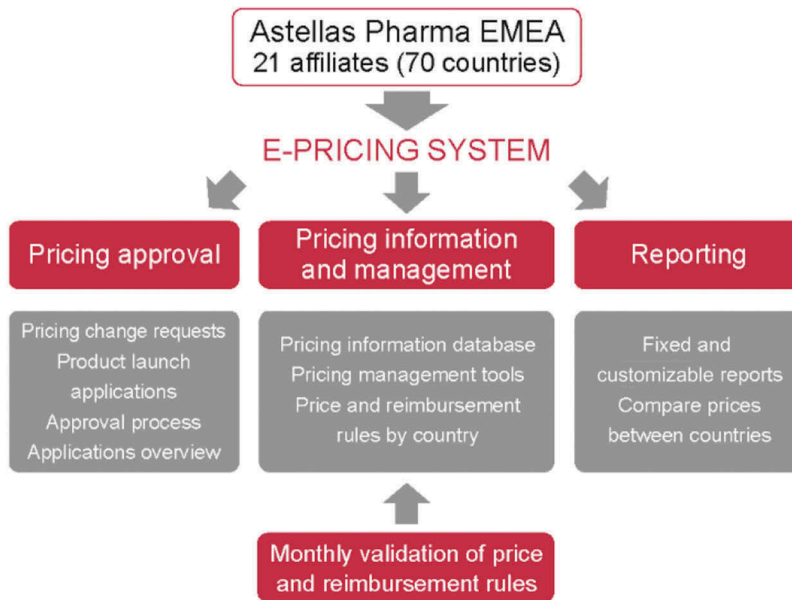 Astellas Pharma EMEA
21 affiliates (70 countries)
E-PRICING SYSTEM
Pricing approval
Pricing change requests
Product launch
applications
Approval process
Applications overview
Pricing information
and management
Pricing information database
Pricing management tools
Price and reimbursement
rules by country
Reporting
Fixed and
customizable reports
Compare prices
between countries
Monthly validation of price
and reimbursement rules